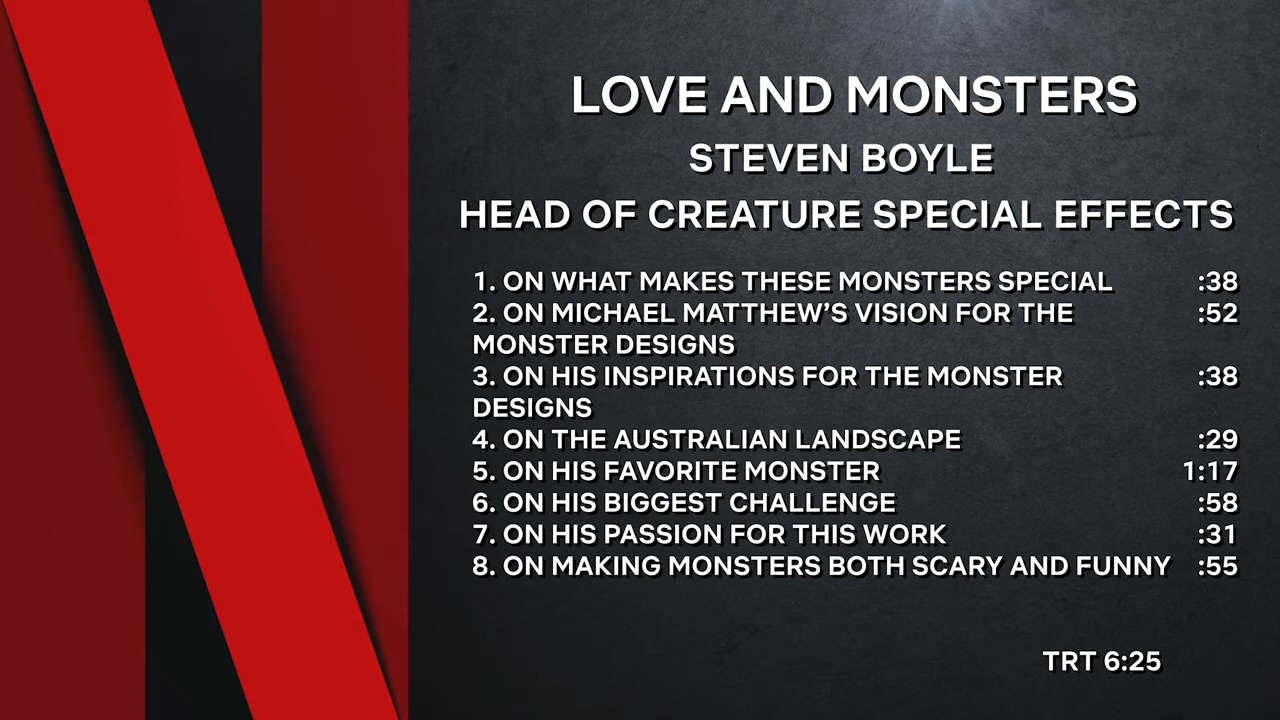 LOVE AND MONSTERS
STEVEN BOYLE
HEAD OF CREATURE SPECIAL EFFECTS
1. ON WHAT MAKES THESE MONSTERS SPECIAL :38
2. ON MICHAEL MATTHEW’S VISION FOR THE :52
MONSTER DESIGNS
3. ON HIS INSPIRATIONS FOR THE MONSTER :38
DESIGNS
4. ON THE AUSTRALIAN LANDSCAPE :29
5. ON HIS FAVORITE MONSTER 1:17
6. ON HIS BIGGEST CHALLENGE :58
7. ON HIS PASSION FOR THIS WORK :31
8. ON MAKING MONSTERS BOTH SCARY AND FUNNY :55
TRT 6:25